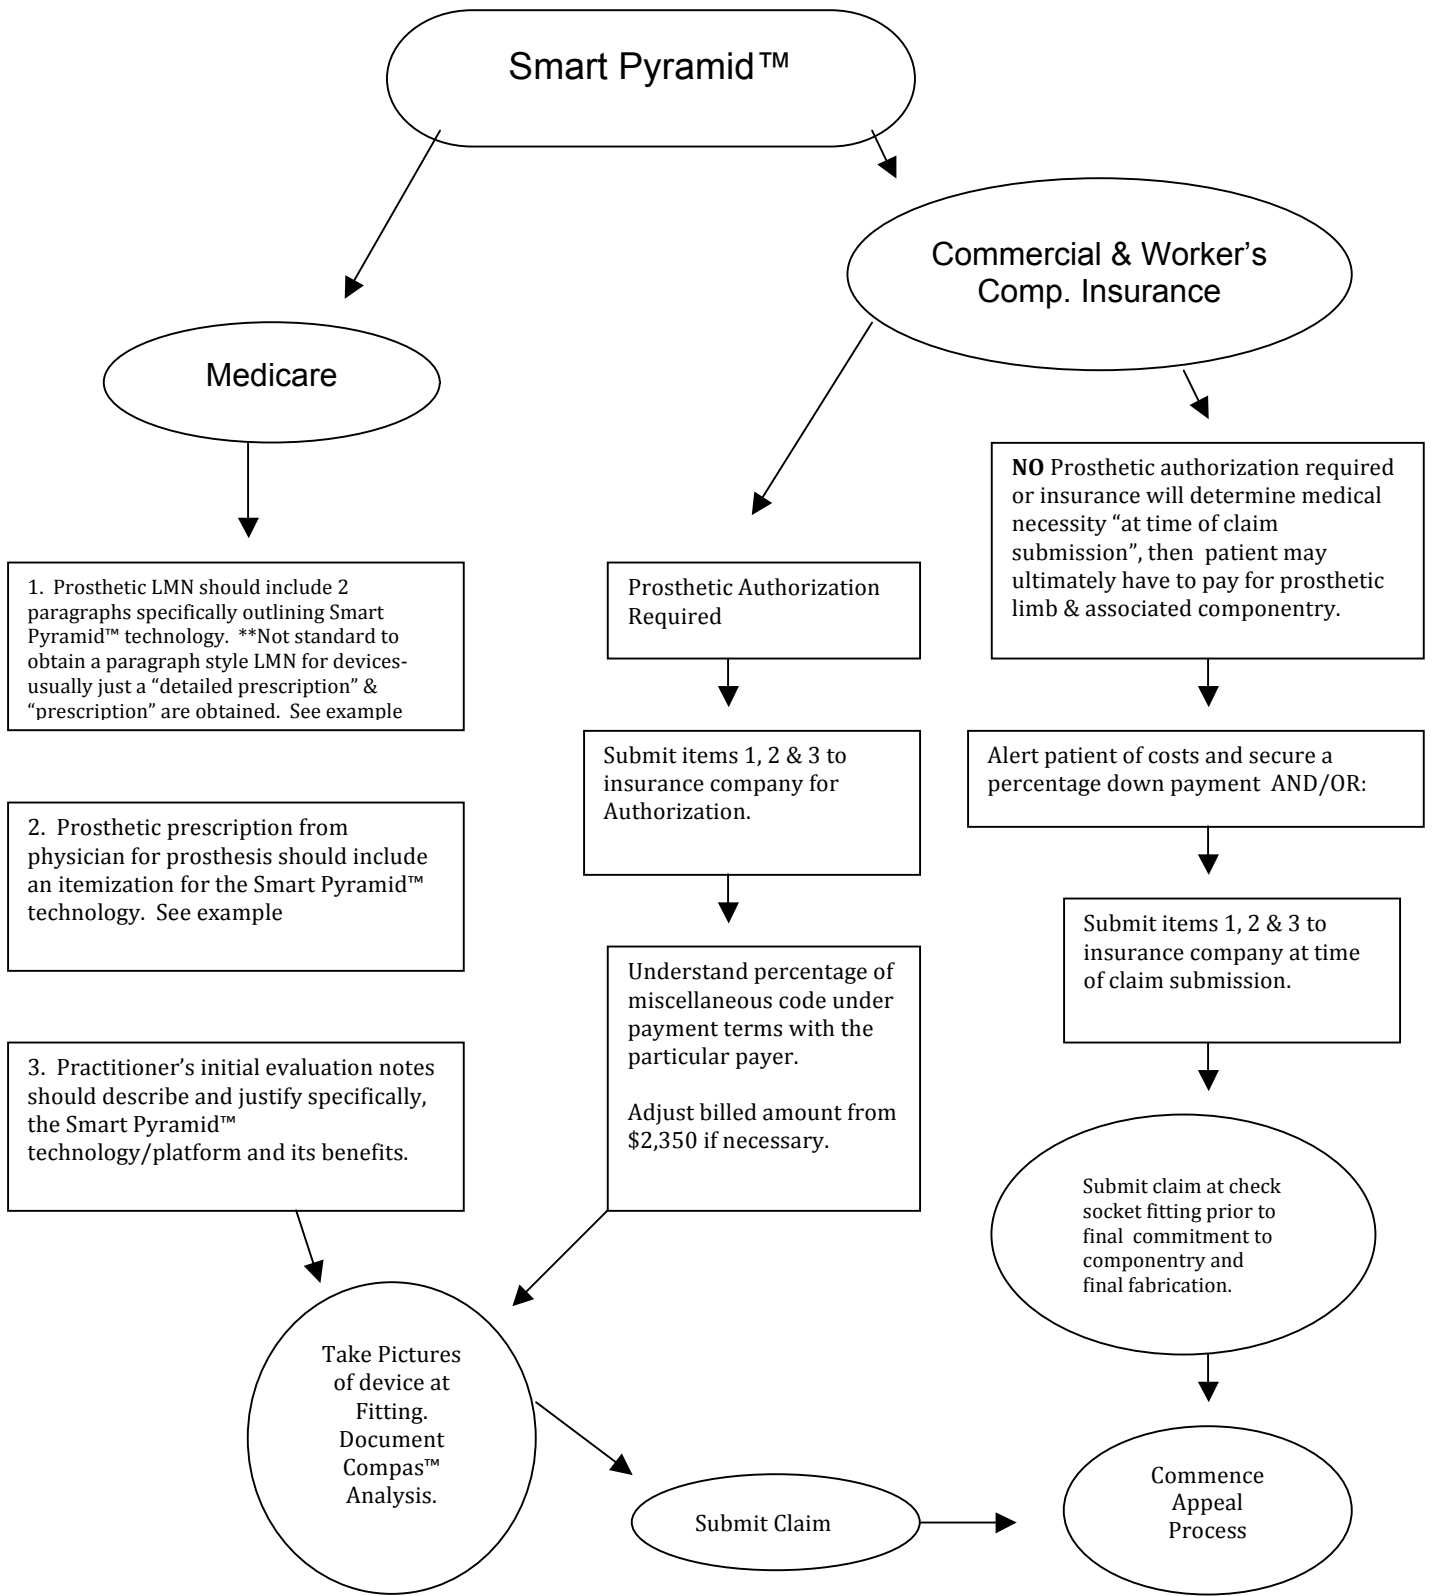 Smart Pyramid™
Commercial & Worker’s
Comp. Insurance
Medicare
NO Prosthetic authorization required
or insurance will determine medical
necessity “at time of claim
submission”, then  patient may
ultimately have to pay for prosthetic
limb & associated componentry.
1.  Prosthetic LMN should include 2
paragraphs specifically outlining Smart
Pyramid™ technology.  **Not standard to
obtain a paragraph style LMN for devices-
usually just a “detailed prescription” &
“prescription” are obtained.  See example
Prosthetic Authorization
Required
Submit items 1, 2 & 3 to
insurance company for
Authorization.
Alert patient of costs and secure a
percentage down payment  AND/OR:
2.  Prosthetic prescription from
physician for prosthesis should include
an itemization for the Smart Pyramid™
technology.  See example
Submit items 1, 2 & 3 to
insurance company at time
of claim submission.
Understand percentage of
miscellaneous code under
payment terms with the
particular payer.
Adjust billed amount from
$2,350 if necessary.
3.  Practitioner’s initial evaluation notes
should describe and justify specifically,
the Smart Pyramid™
technology/platform and its benefits.
Submit claim at check
socket fitting prior to
final  commitment to
componentry and
final fabrication.
Take Pictures
of device at
Fitting.
Document
Compas™
Analysis.
Submit Claim
Commence
Appeal
Process